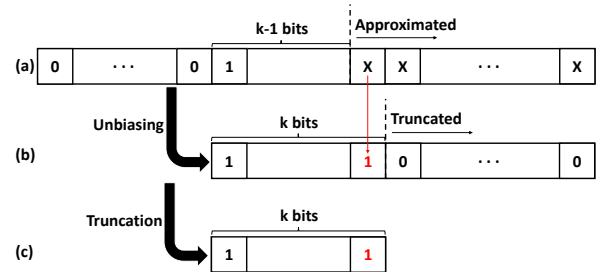 k-1 bits Approximated
(a) 0 ··· 0 1 X X ··· X
Unbiasing k bits Truncated
(b) 1 1 0 ··· 0
Truncation k bits
(c) 1 1